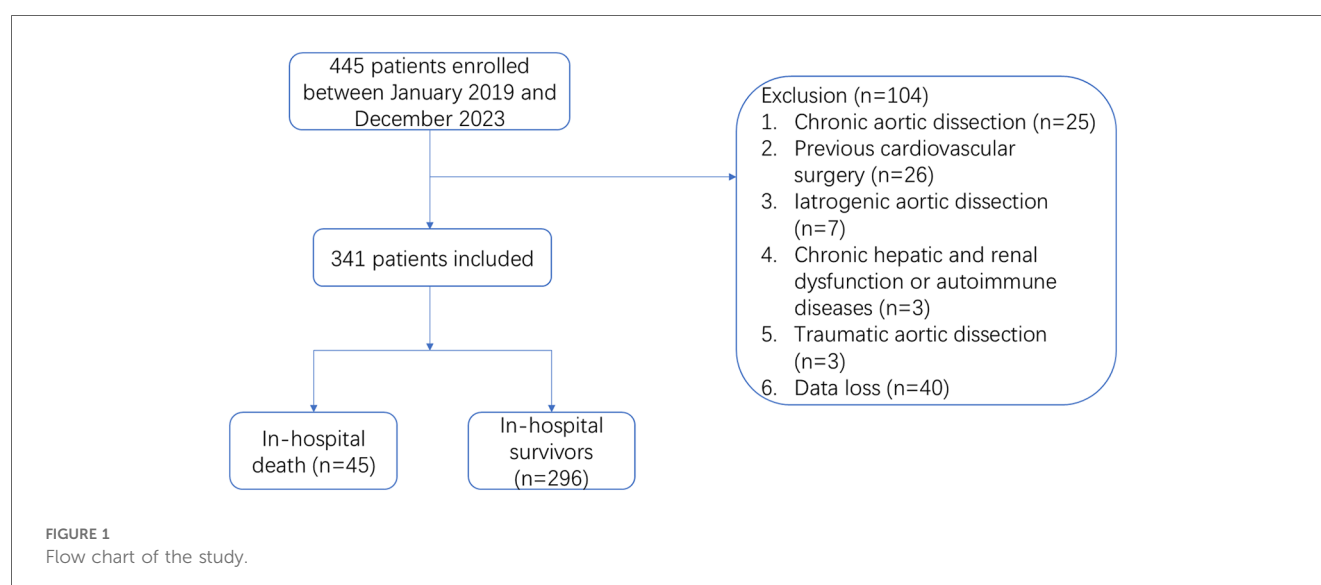 445 patients enrolled
between January 2019 and
December 2023
Exclusion (n=104)
1. Chronic aortic dissection (n=25)
2. Previous cardiovascular
surgery (n=26)
3. Iatrogenic aortic dissection
(n=7)
4. Chronic hepatic and renal
dysfunction or autoimmune
diseases (n=3)
5. Traumatic aortic dissection
(n=3)
6. Data loss (n=40)
341 patients included
In-hospital
death (n=45)
In-hospital
survivors
(n=296)
FIGURE 1
Flow chart of the study.